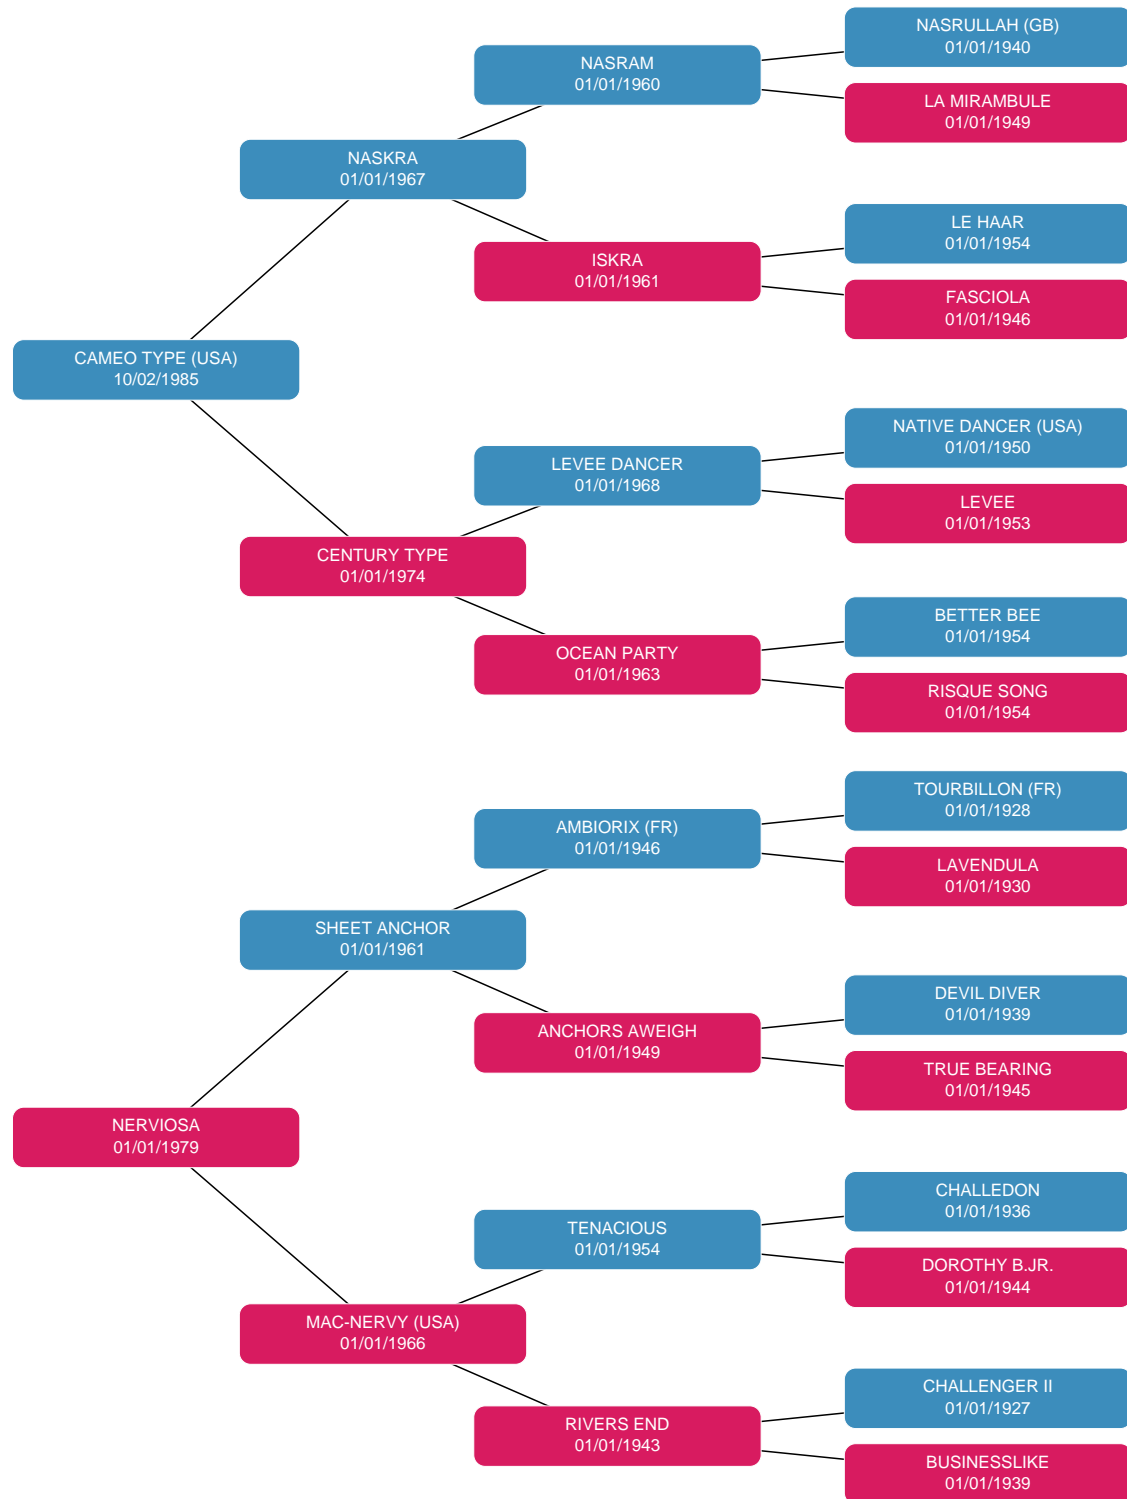 NASRULLAH (GB)
01/01/1940
NASRAM
01/01/1960
LA MIRAMBULE
01/01/1949
NASKRA
01/01/1967
LE HAAR
01/01/1954
ISKRA
01/01/1961
FASCIOLA
01/01/1946
CAMEO TYPE (USA)
10/02/1985
NATIVE DANCER (USA)
01/01/1950
LEVEE DANCER
01/01/1968
LEVEE
01/01/1953
CENTURY TYPE
01/01/1974
BETTER BEE
01/01/1954
OCEAN PARTY
01/01/1963
RISQUE SONG
01/01/1954
TOURBILLON (FR)
01/01/1928
AMBIORIX (FR)
01/01/1946
LAVENDULA
01/01/1930
SHEET ANCHOR
01/01/1961
DEVIL DIVER
01/01/1939
ANCHORS AWEIGH
01/01/1949
TRUE BEARING
01/01/1945
NERVIOSA
01/01/1979
CHALLEDON
01/01/1936
TENACIOUS
01/01/1954
DOROTHY B.JR.
01/01/1944
MAC-NERVY (USA)
01/01/1966
CHALLENGER II
01/01/1927
RIVERS END
01/01/1943
BUSINESSLIKE
01/01/1939